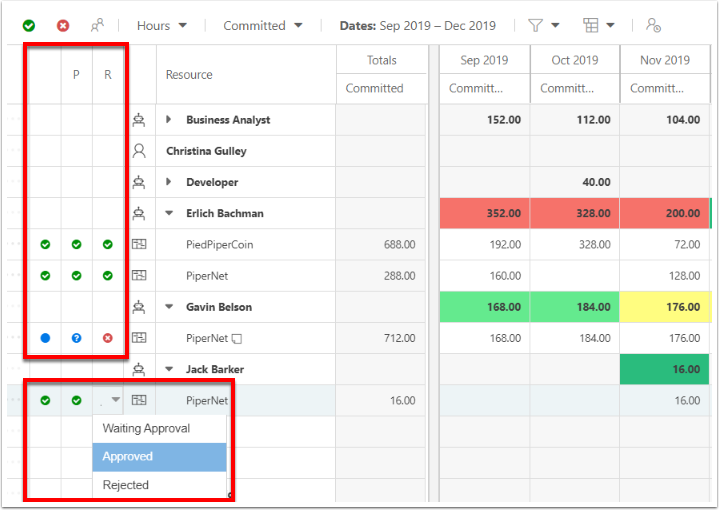 Hours Committed Dates: Sep 2019 – Dec 2019
P R Resource Totals Sep 2019 Oct 2019 Nov 2019
Committed Committ... Committ... Committ...
Business Analyst 152.00 112.00 104.00
Christina Gulley
Developer 40.00
Erlich Bachman 352.00 328.00 200.00
PiedPiperCoin 688.00 192.00 328.00 72.00
PiperNet 288.00 160.00 128.00
Gavin Belson 168.00 184.00 176.00
PiperNet 712.00 168.00 184.00 176.00
Jack Barker 16.00
PiperNet 16.00 16.00
Waiting Approval
Approved
Rejected